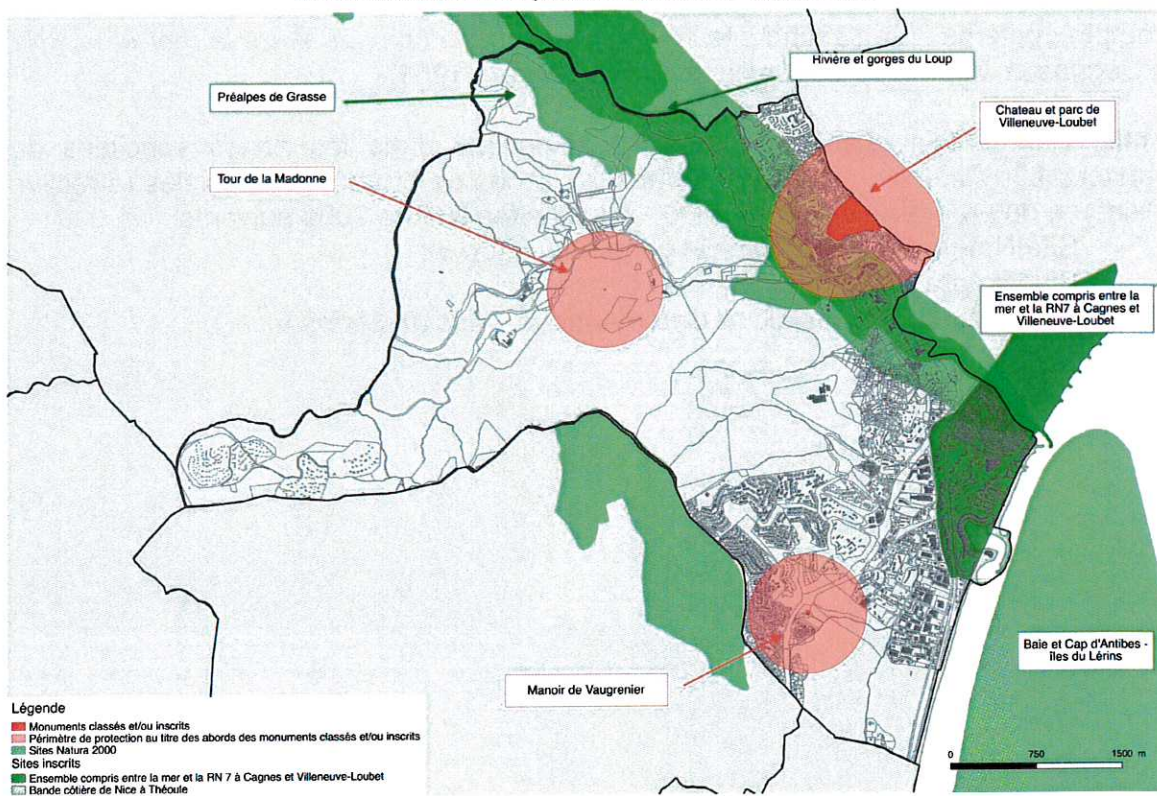 Préalpes de Grasse
Rivière et gorges du Loup
Chateau et parc de
Villeneuve-Loubet
Tour de la Madonne
Ensemble compris entre la
mer et la RN7 à Cagnes et
Villeneuve-Loubet
Baie et Cap d'Antibes -
îles du Lérins
Manoir de Vaugrenier
Légende
Monuments classés et/ou inscrits
Périmètre de protection au titre des abords des monuments classés et/ou inscrits
Sites Natura 2000
Sites inscrits
Ensemble compris entre la mer et la RN 7 à Cagnes et Villeneuve-Loubet
Bande côtière de Nice à Théoule
0 750 1500 m